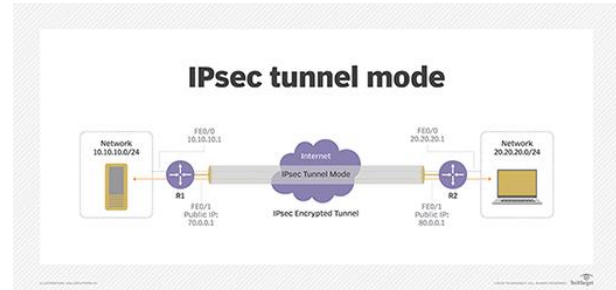 IPsec tunnel mode
Network
10.10.10.0/24
FE0/0
10.10.10.1
R1
FE0/1
Public IP:
70.0.0.1
Internet
IPsec Tunnel Mode
IPsec Encrypted Tunnel
FE0/0
20.20.20.1
R2
FE0/1
Public IP:
80.0.0.1
Network
20.20.20.0/24
TechTarget